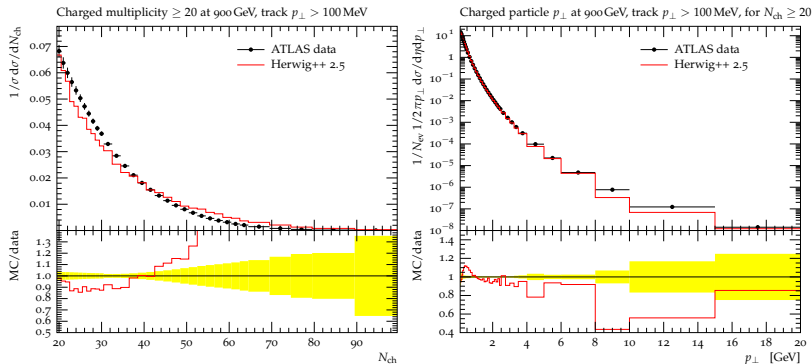 Charged multiplicity ≥ 20 at 900 GeV, track p⊥ > 100 MeV
1/σ dσ/dNch
0.07
0.06
0.05
0.04
0.03
0.02
0.01
ATLAS data
Herwig++ 2.5
MC/data
1.3
1.2
1.1
1.0
0.9
0.8
0.7
0.6
0.5
20 30 40 50 60 70 80 90
Nch
Charged particle p⊥ at 900 GeV, track p⊥ > 100 MeV, for Nch ≥ 20
1/Nev 1/2πp⊥ dσ/dηdp⊥
10^1
1
10^−1
10^−2
10^−3
10^−4
10^−5
10^−6
10^−7
10^−8
ATLAS data
Herwig++ 2.5
MC/data
1.4
1.2
1
0.8
0.6
0.4
2 4 6 8 10 12 14 16 18 20
p⊥ [GeV]